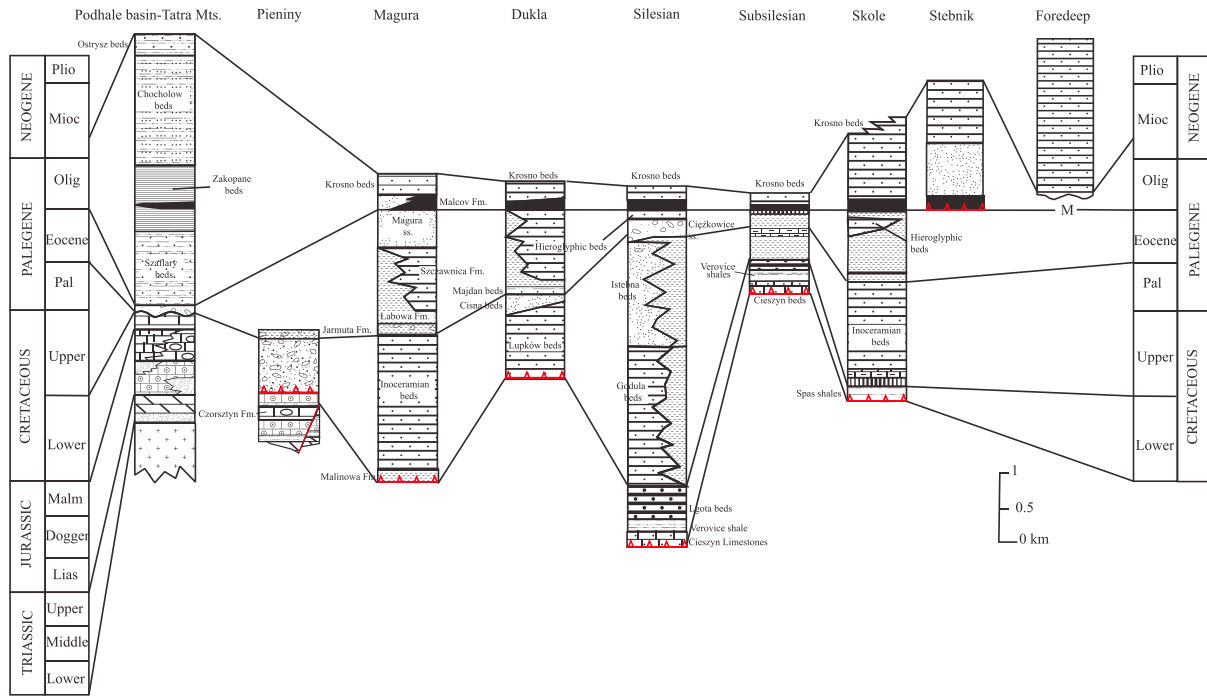 Podhale basin-Tatra Mts.
Pieniny
Magura
Dukla
Silesian
Subsilesian
Skole
Stebnik
Foredeep
NEOGENE
PALEGENE
CRETACEOUS
JURASSIC
TRIASSIC
Plio
Mioc
Olig
Eocene
Pal
Upper
Lower
Malm
Dogger
Lias
Upper
Middle
Lower
Ostrysz beds
Chocholow
beds
Zakopane
beds
Szaflary
beds
Jarmuta Fm.
Czorsztyn Fm.
Krosno beds
Malcov Fm.
Magura
ss.
Szczawnica Fm.
Łabowa Fm.
Inoceramian
beds
Malinowa Fm.
Krosno beds
Hieroglyphic beds
Majdan beds
Cisna beds
Lupków beds
Krosno beds
Ciężkowice
ss.
Istebna
beds
Godula
beds
Lgota beds
Verovice shale
Cieszyn Limestones
Krosno beds
Verovice
shales
Cieszyn beds
Krosno beds
Hieroglyphic
beds
Inoceramian
beds
Spas shales
M
1
0.5
0 km
Plio
Mioc
Olig
Eocene
Pal
Upper
Lower
NEOGENE
PALEGENE
CRETACEOUS